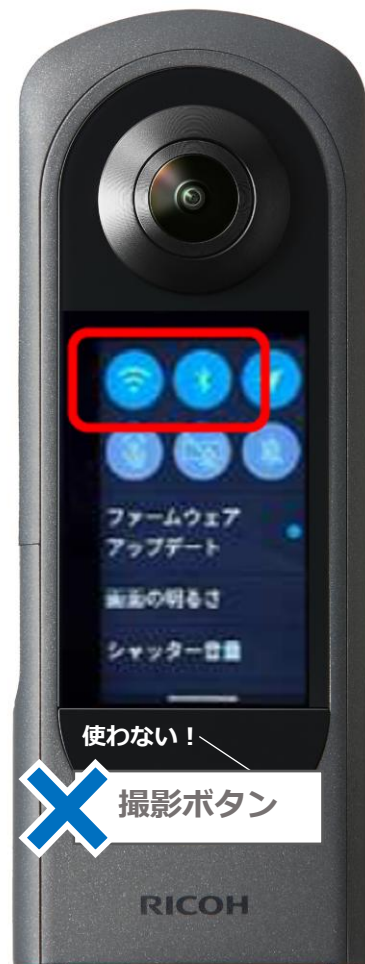 ファームウェア
アップデート
画面の明るさ
シャッター音量
使わない！
撮影ボタン
RICOH